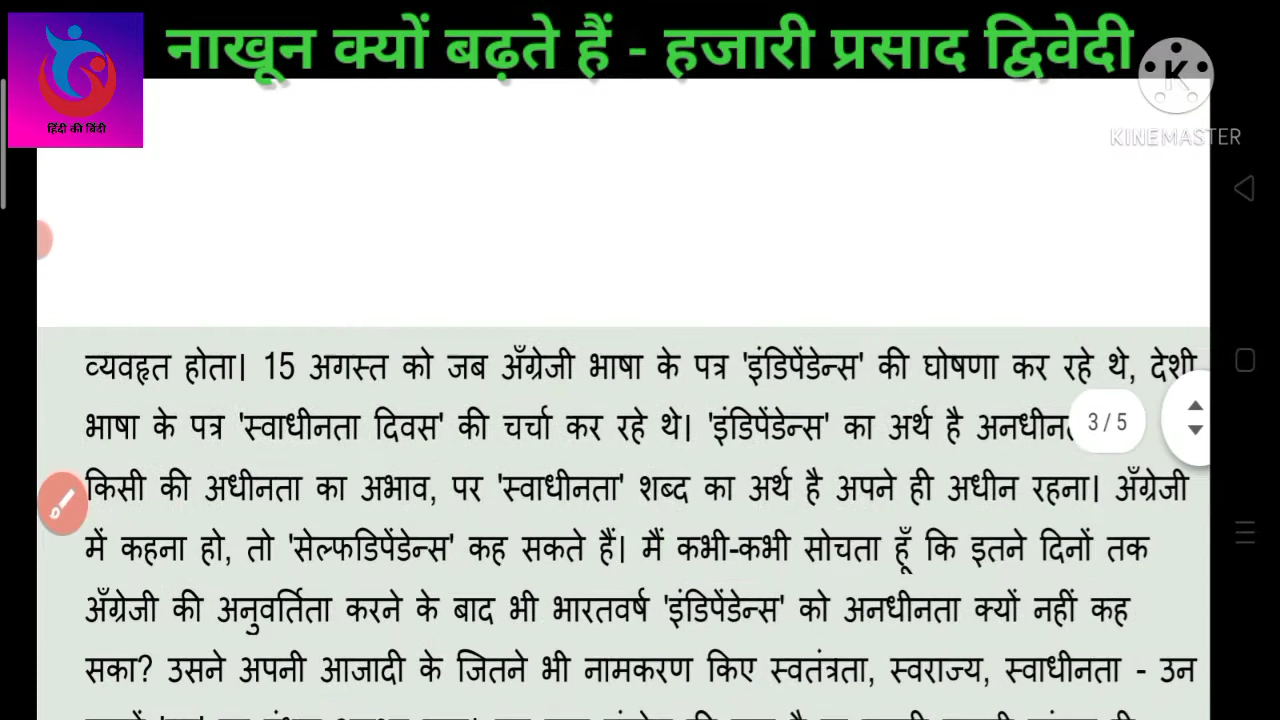 नाखून क्यों बढ़ते हैं - हजारी प्रसाद द्विवेदी
K
KINEMASTER
हिंदी की बिंदी
व्यवहृत होता। 15 अगस्त को जब अँग्रेजी भाषा के पत्र 'इंडिपेंडेन्स' की घोषणा कर रहे थे, देशी
भाषा के पत्र 'स्वाधीनता दिवस' की चर्चा कर रहे थे। 'इंडिपेंडेन्स' का अर्थ है
3 / 5
किसी की अधीनता का अभाव, पर 'स्वाधीनता' शब्द का अर्थ है अपने ही अधीन रहना। अँग्रेजी
में कहना हो, तो 'सेल्फडिपेंडेन्स' कह सकते हैं। मैं कभी-कभी सोचता हूँ कि इतने दिनों तक
अँग्रेजी की अनुवर्तिता करने के बाद भी भारतवर्ष 'इंडिपेंडेन्स' को अनधीनता क्यों नहीं कह
सका? उसने अपनी आजादी के जितने भी नामकरण किए स्वतंत्रता, स्वराज्य, स्वाधीनता - उन